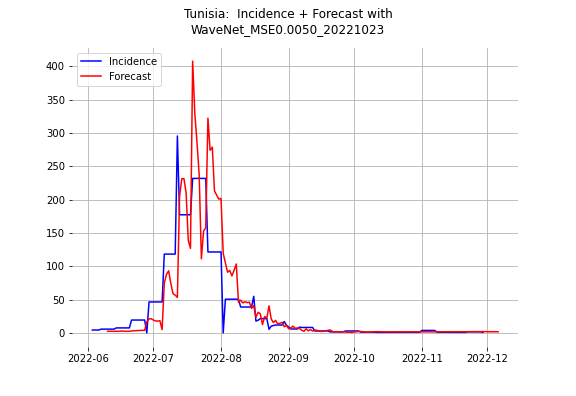 Tunisia:  Incidence + Forecast with
WaveNet_MSE0.0050_20221023
Incidence
Forecast
400
350
300
250
200
150
100
50
0
2022-06 2022-07 2022-08 2022-09 2022-10 2022-11 2022-12